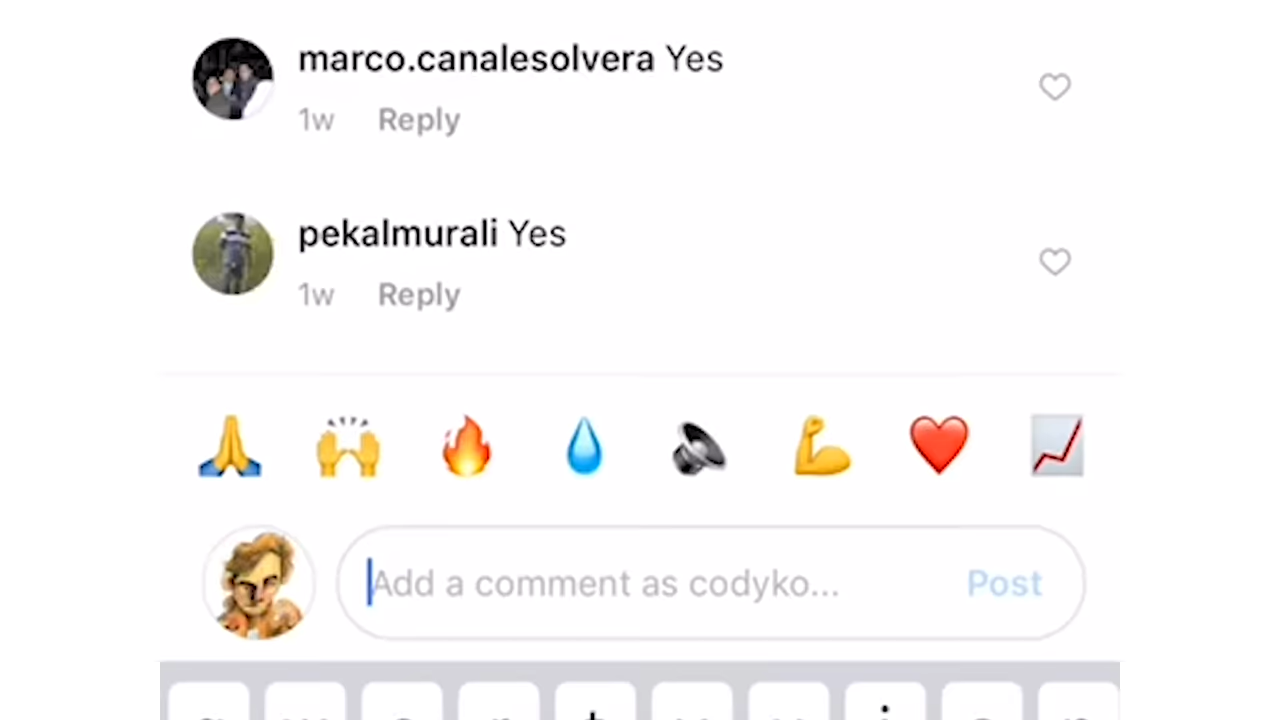 marco.canalesolvera Yes
1w Reply
pekalmurali Yes
1w Reply
Add a comment as codyko...
Post